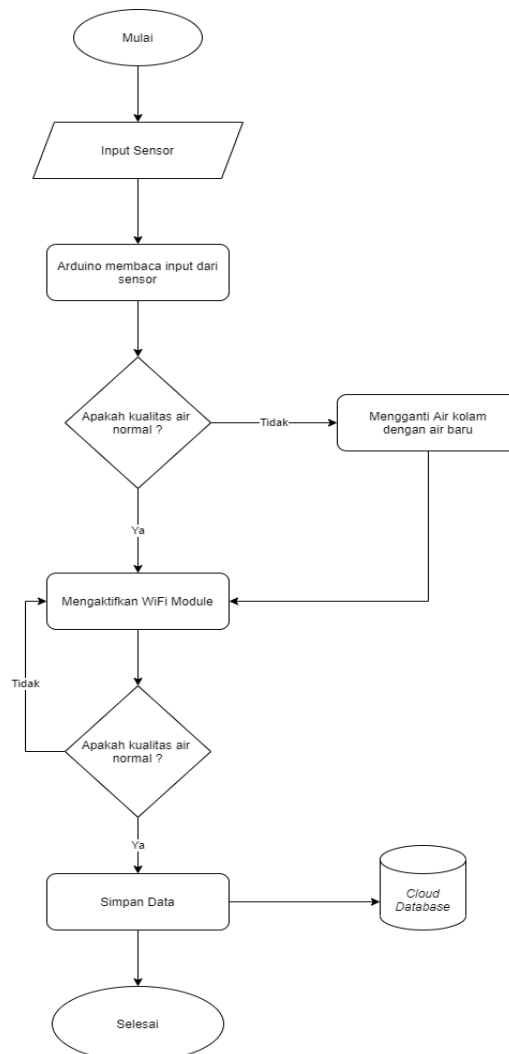 Mulai
Input Sensor
Arduino membaca input dari
sensor
Apakah kualitas air
normal ?
Tidak
Mengganti Air kolam
dengan air baru
Ya
Mengaktifkan WiFi Module
Tidak
Apakah kualitas air
normal ?
Ya
Simpan Data
Cloud
Database
Selesai